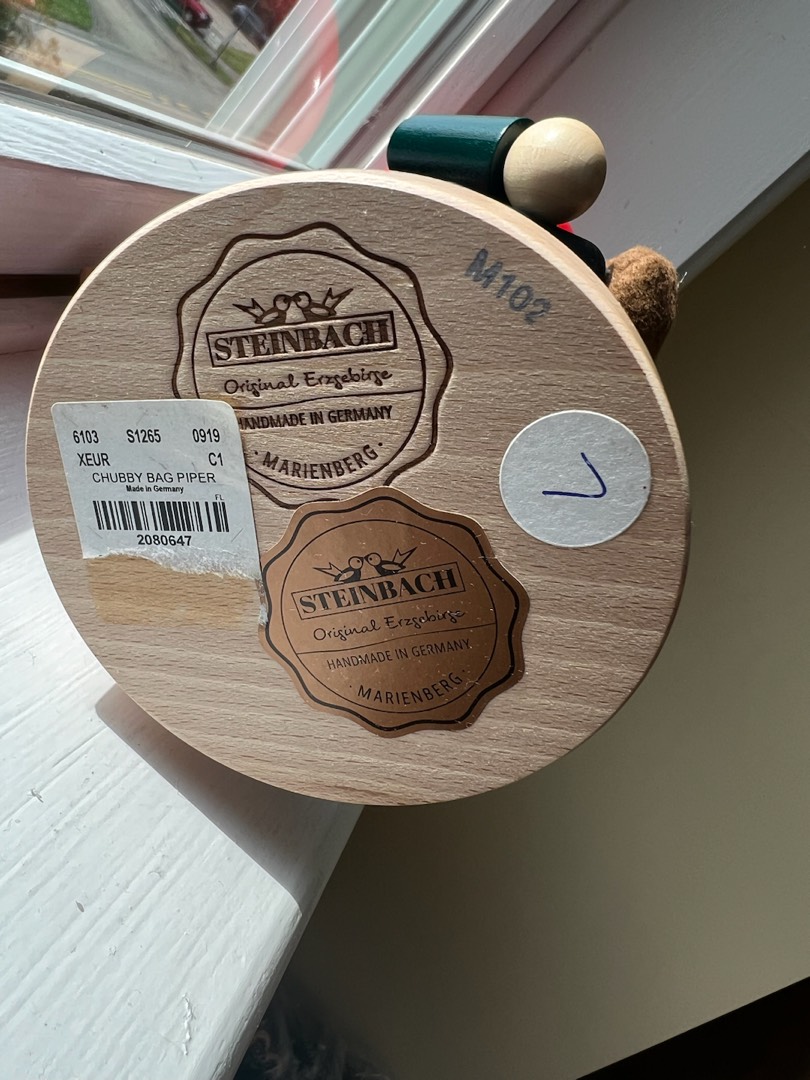 M102
STEINBACH
Original Erzgebirge
HANDMADE IN GERMANY
· MARIENBERG ·
6103 S1265 0919
XEUR C1
CHUBBY BAG PIPER
Made in Germany
FL
2080647
STEINBACH
Original Erzgebirge
HANDMADE IN GERMANY
· MARIENBERG ·